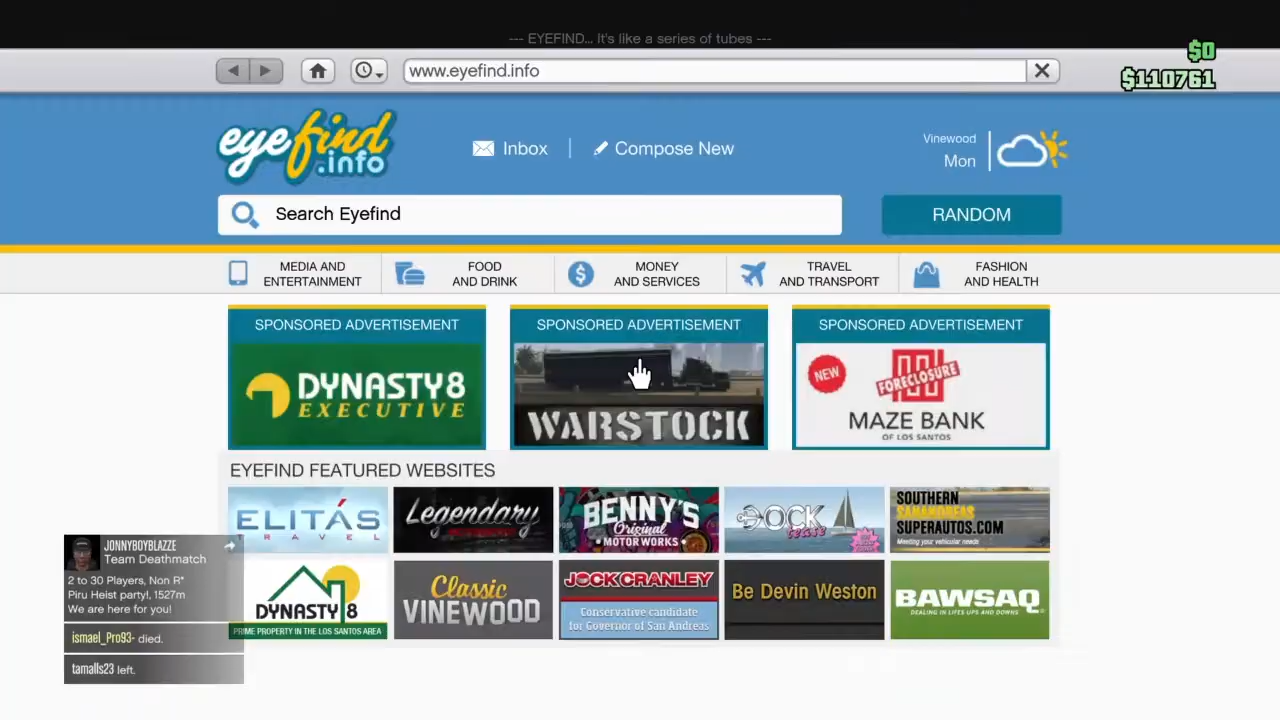 --- EYEFIND... It's like a series of tubes ---
$0
www.eyefind.info
$110761
eyefind.info
Inbox
Compose New
Vinewood
Mon
Search Eyefind
RANDOM
MEDIA AND ENTERTAINMENT
FOOD AND DRINK
MONEY AND SERVICES
TRAVEL AND TRANSPORT
FASHION AND HEALTH
SPONSORED ADVERTISEMENT
DYNASTY8
EXECUTIVE
SPONSORED ADVERTISEMENT
WARSTOCK
SPONSORED ADVERTISEMENT
NEW
FORECLOSURE
MAZE BANK
OF LOS SANTOS
EYEFIND FEATURED WEBSITES
ELITÁS
TRAVEL
Legendary
BENNY'S
Original
MOTOR WORKS
DOCK
tease
SOUTHERN
SANANDREAS
SUPERAUTOS.COM
Meeting your vehicular needs
DYNASTY 8
PRIME PROPERTY IN THE LOS SANTOS AREA
Classic
VINEWOOD
JOCK CRANLEY
Conservative candidate
for Governor of San Andreas
Be Devin Weston
BAWSAQ
DEALING IN LIFES UPS AND DOWNS
JONNYBOYBLAZZE
Team Deathmatch
2 to 30 Players, Non R*
Piru Heist party!, 1527m
We are here for you!
ismael_Pro93- died.
tamalls23 left.